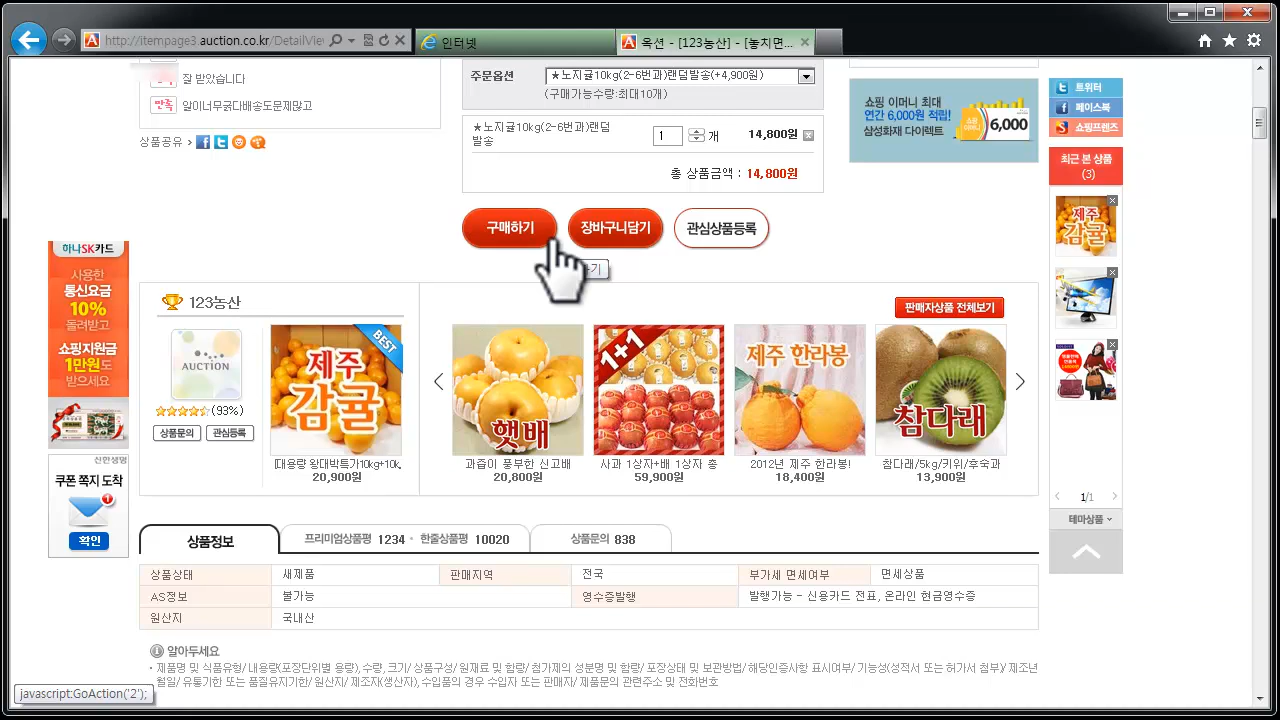 http://itempage3.auction.co.kr/DetailVie
인터넷
옥션 - [123농산] - [놓치면...
잘 받았습니다
만족 알이너무굵다배송도문제많고
상품공유 >
주문옵션 ★노지귤10kg(2~6번과)랜덤발송(+4,900원)
(구매가능수량:최대10개)
★노지귤10kg(2~6번과)랜덤
발송
1 개 14,800원
총 상품금액 : 14,800원
구매하기 장바구니담기 관심상품등록
기
쇼핑 이머니 최대
연간 6,000원 적립!
삼성화재 다이렉트
쇼핑
이머니
6,000
트위터
페이스북
쇼핑프렌즈
최근 본 상품
(3)
제주
감귤
1/1
테마상품
하나SK카드
사용한
통신요금
10%
돌려받고
쇼핑지원금
1만원도
받으세요
신한생명
쿠폰 쪽지 도착
1
확인
123농산
판매자상품 전체보기
AUCTION
(93%)
상품문의 관심등록
BEST
제주
감귤
[대용량 왕대박특가10kg+10k..
20,900원
햇배
과즙이 풍부한 신고배
20,800원
1+1
사과 1상자+배 1상자 총
59,900원
제주 한라봉
2012년 제주 한라봉!
18,400원
참다래
참다래/5kg/키위/후숙과
13,900원
상품정보 프리미엄상품평 1234 · 한줄상품평 10020 상품문의 838
상품상태 새제품 판매지역 전국 부가세 면세여부 면세상품
AS정보 불가능 영수증발행 발행가능 - 신용카드 전표, 온라인 현금영수증
원산지 국내산
알아두세요
· 제품명 및 식품유형/ 내용량(포장단위별 용량), 수량, 크기/ 상품구성/ 원재료 및 함량/ 첨가제의 성분명 및 함량/ 포장상태 및 보관방법/ 해당인증사항 표시여부/ 기능성(성적서 또는 허가서 첨부)/ 제조년
월일/ 유통기한 또는 품질유지기한/ 원산지/ 제조자(생산자), 수입품의 경우 수입자 또는 판매자/ 제품문의 관련주소 및 전화번호
javascript:GoAction('2');